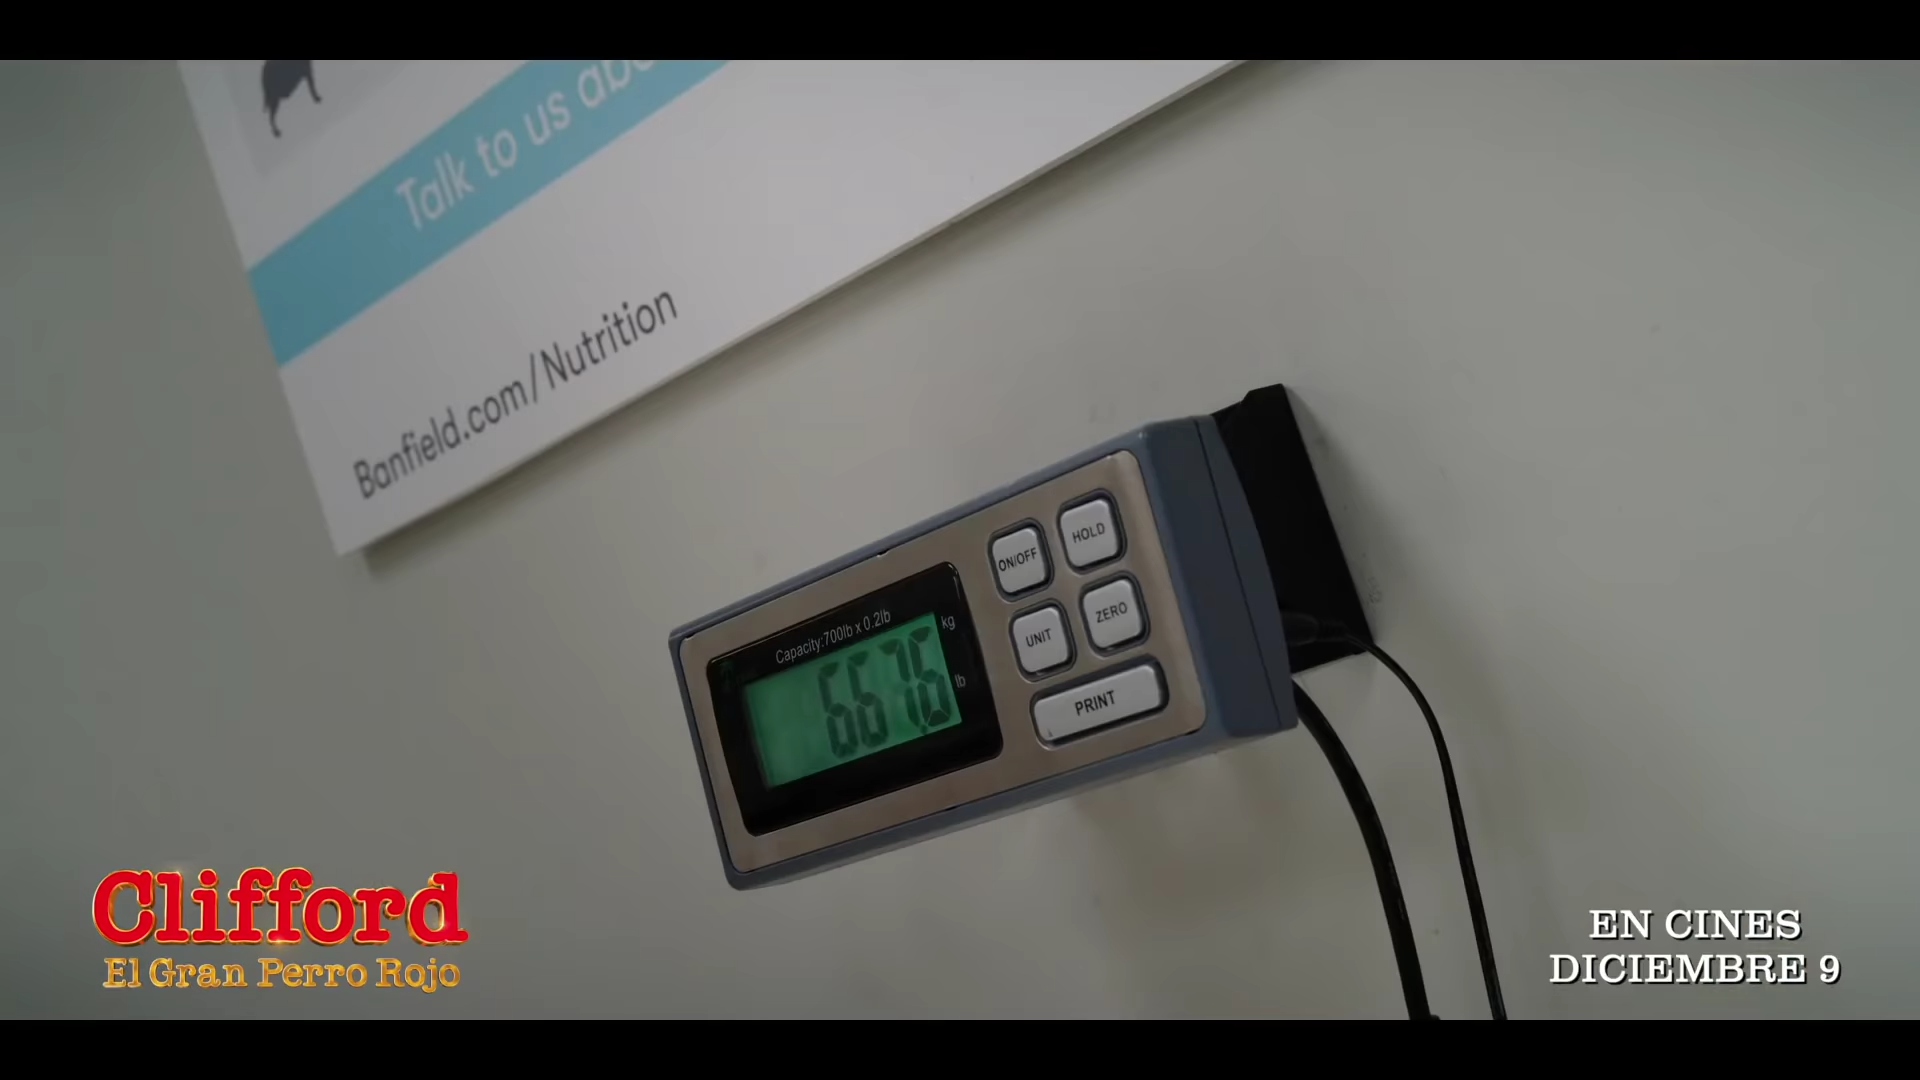 Talk to us abo
Banfield.com/Nutrition
Capacity:700lb x 0.2lb
kg
667.6
lb
ON/OFF
HOLD
UNIT
ZERO
PRINT
Clifford
El Gran Perro Rojo
EN CINES
DICIEMBRE 9